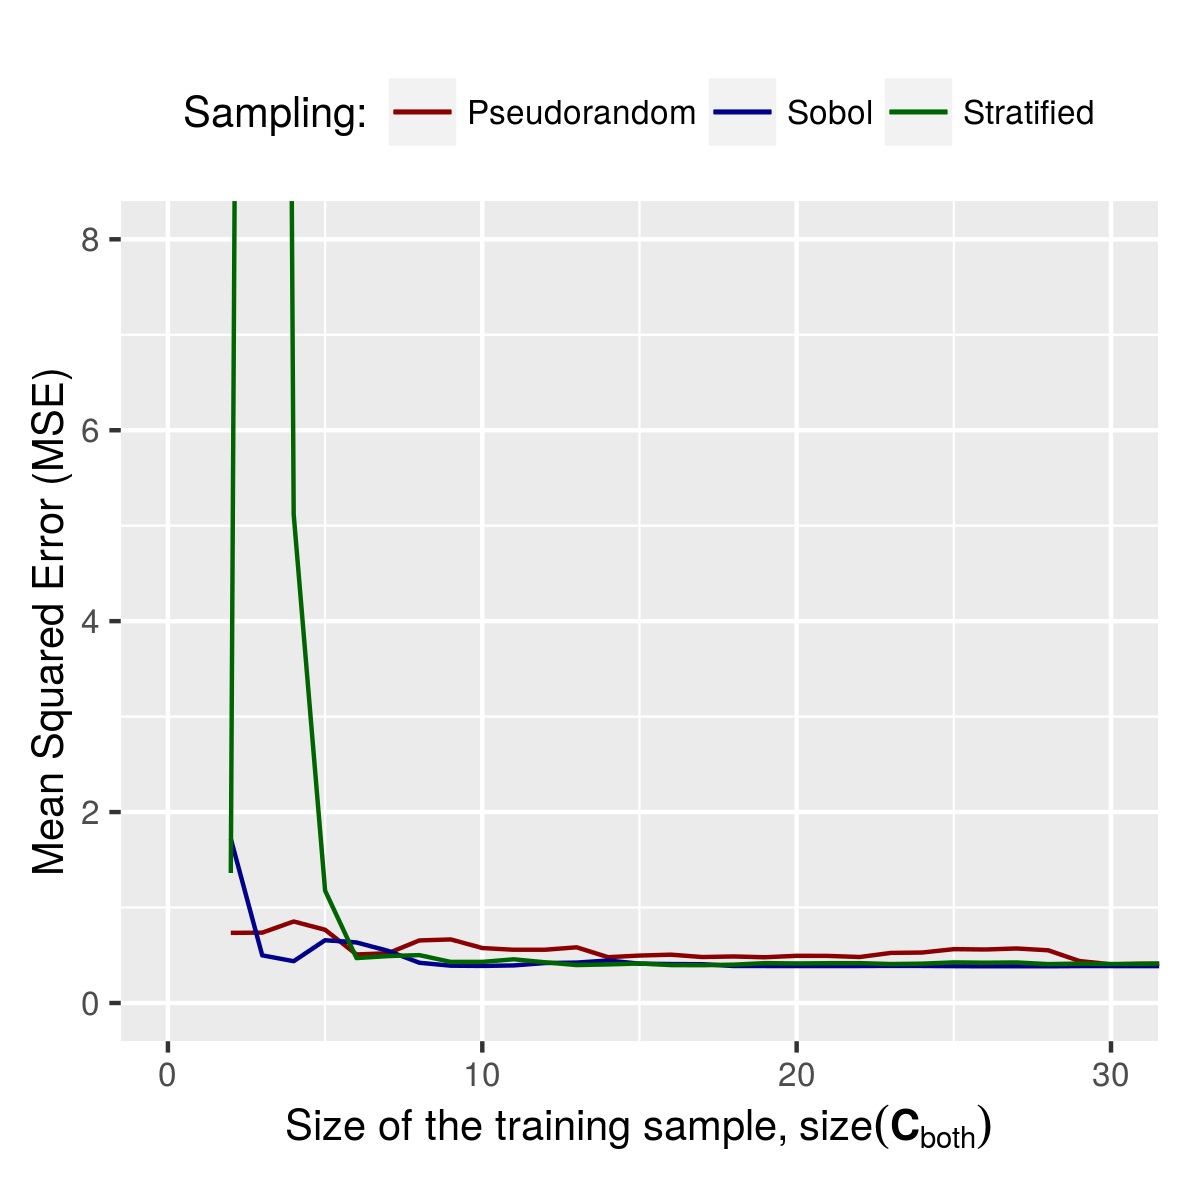 Sampling: Pseudorandom Sobol Stratified
Mean Squared Error (MSE)
8
6
4
2
0
0 10 20 30
Size of the training sample, size(C_both)